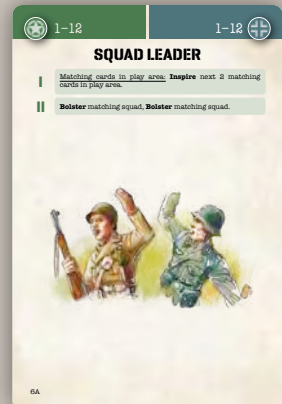 1-12 1-12
SQUAD LEADER
I Matching cards in play area: Inspire next 2 matching
cards in play area.
II Bolster matching squad, Bolster matching squad.
6A